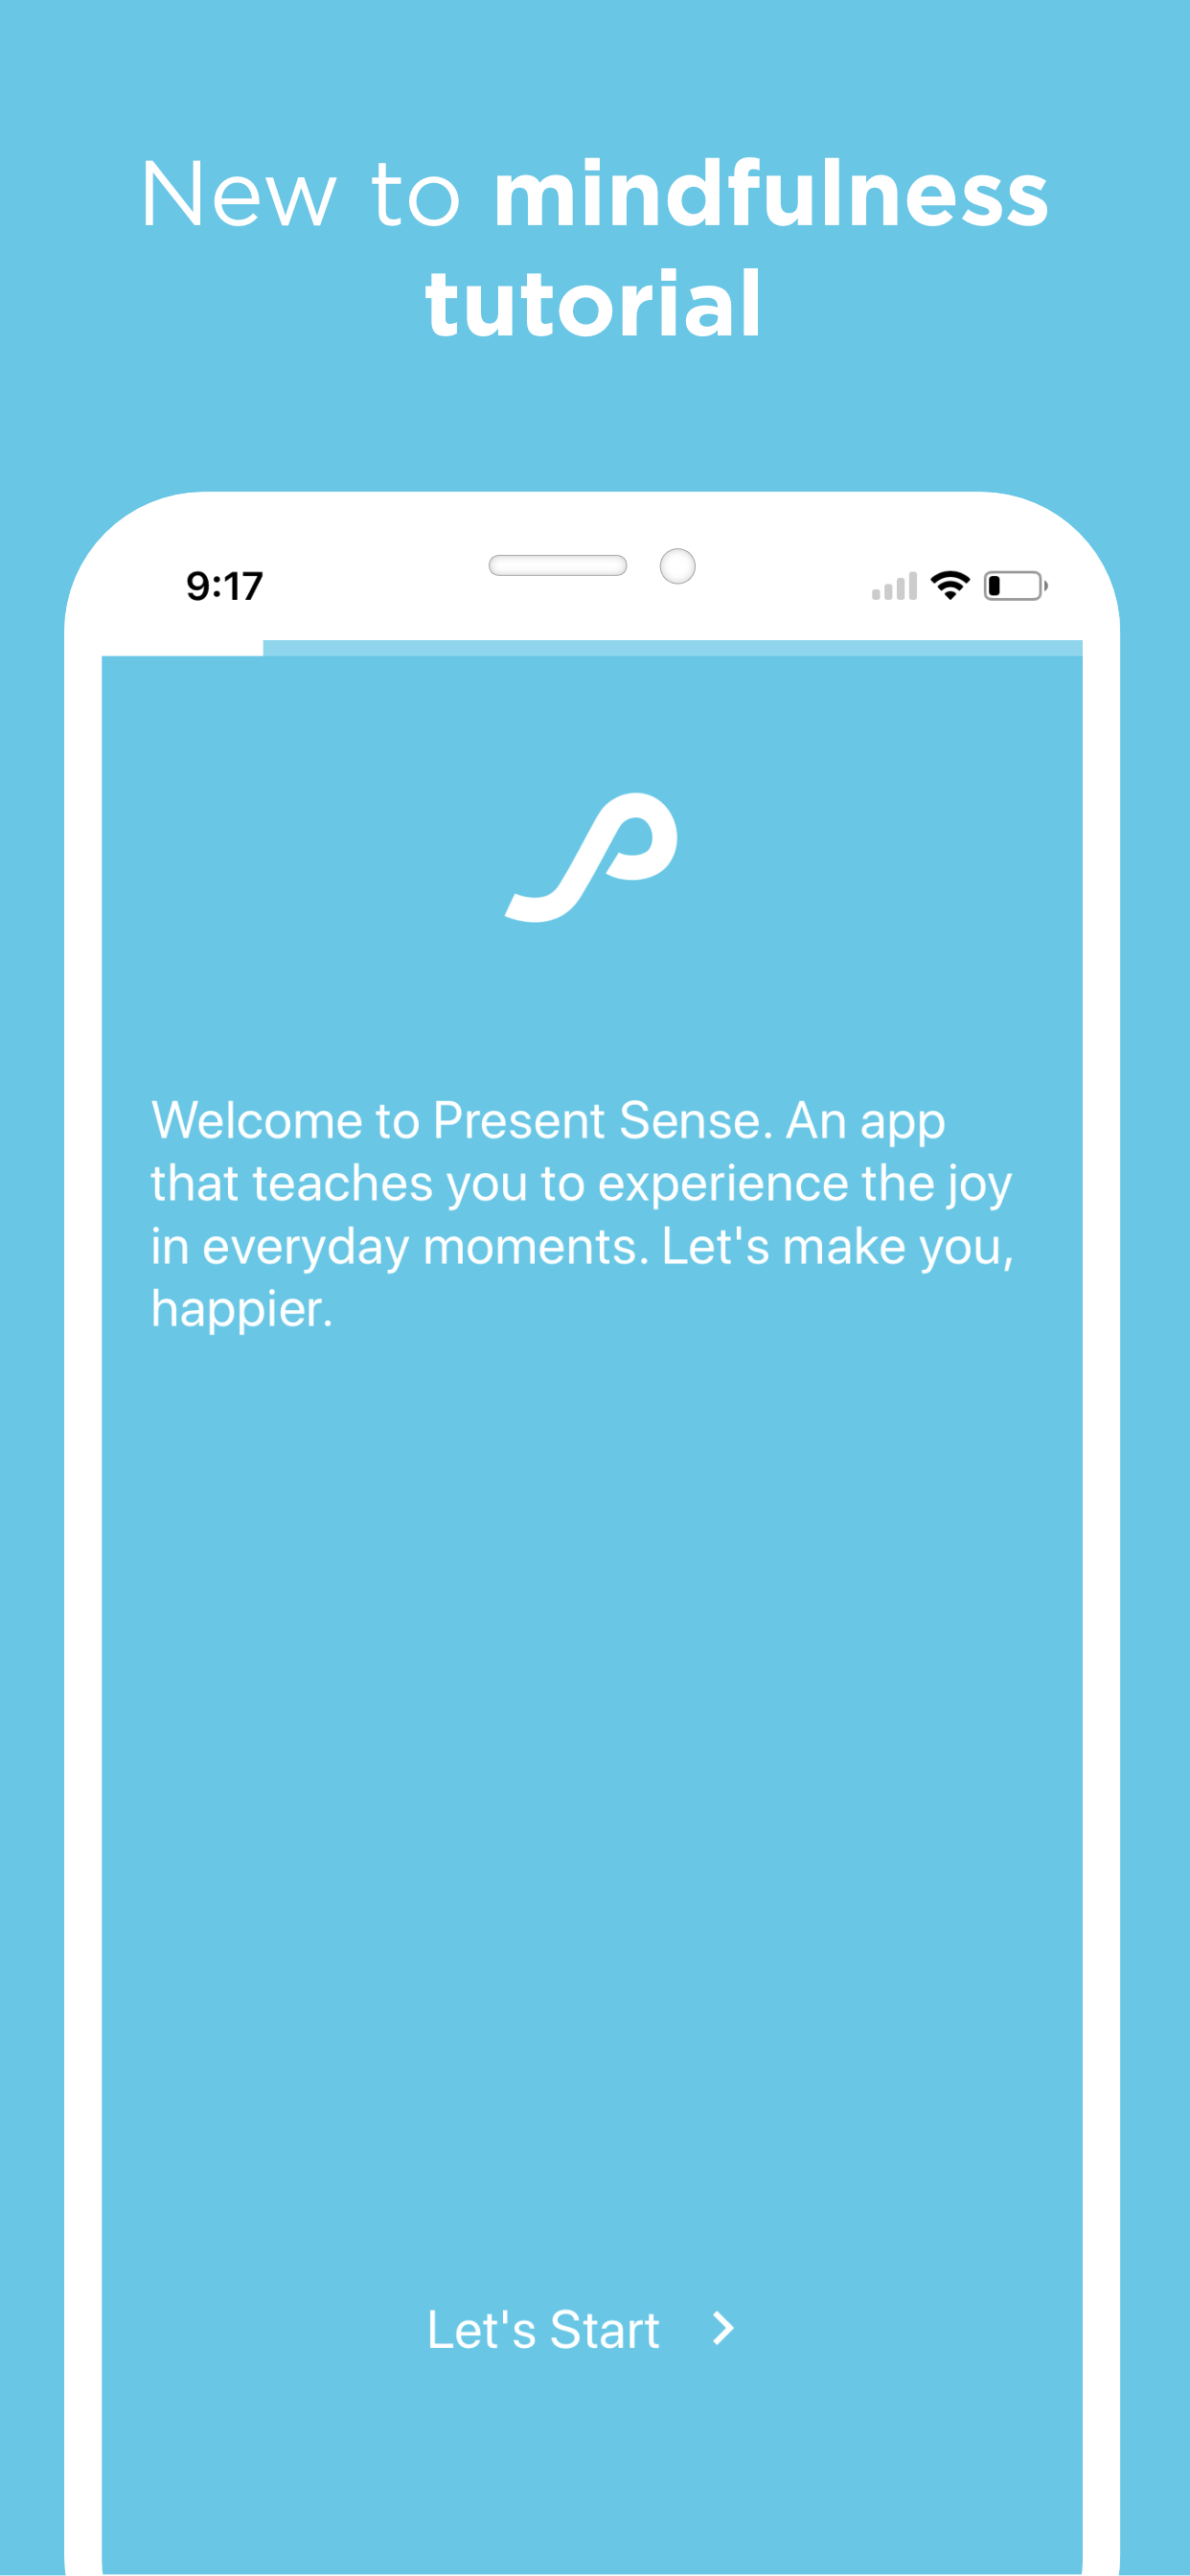 New to mindfulness
tutorial
9:17
Welcome to Present Sense. An app
that teaches you to experience the joy
in everyday moments. Let's make you,
happier.
Let's Start